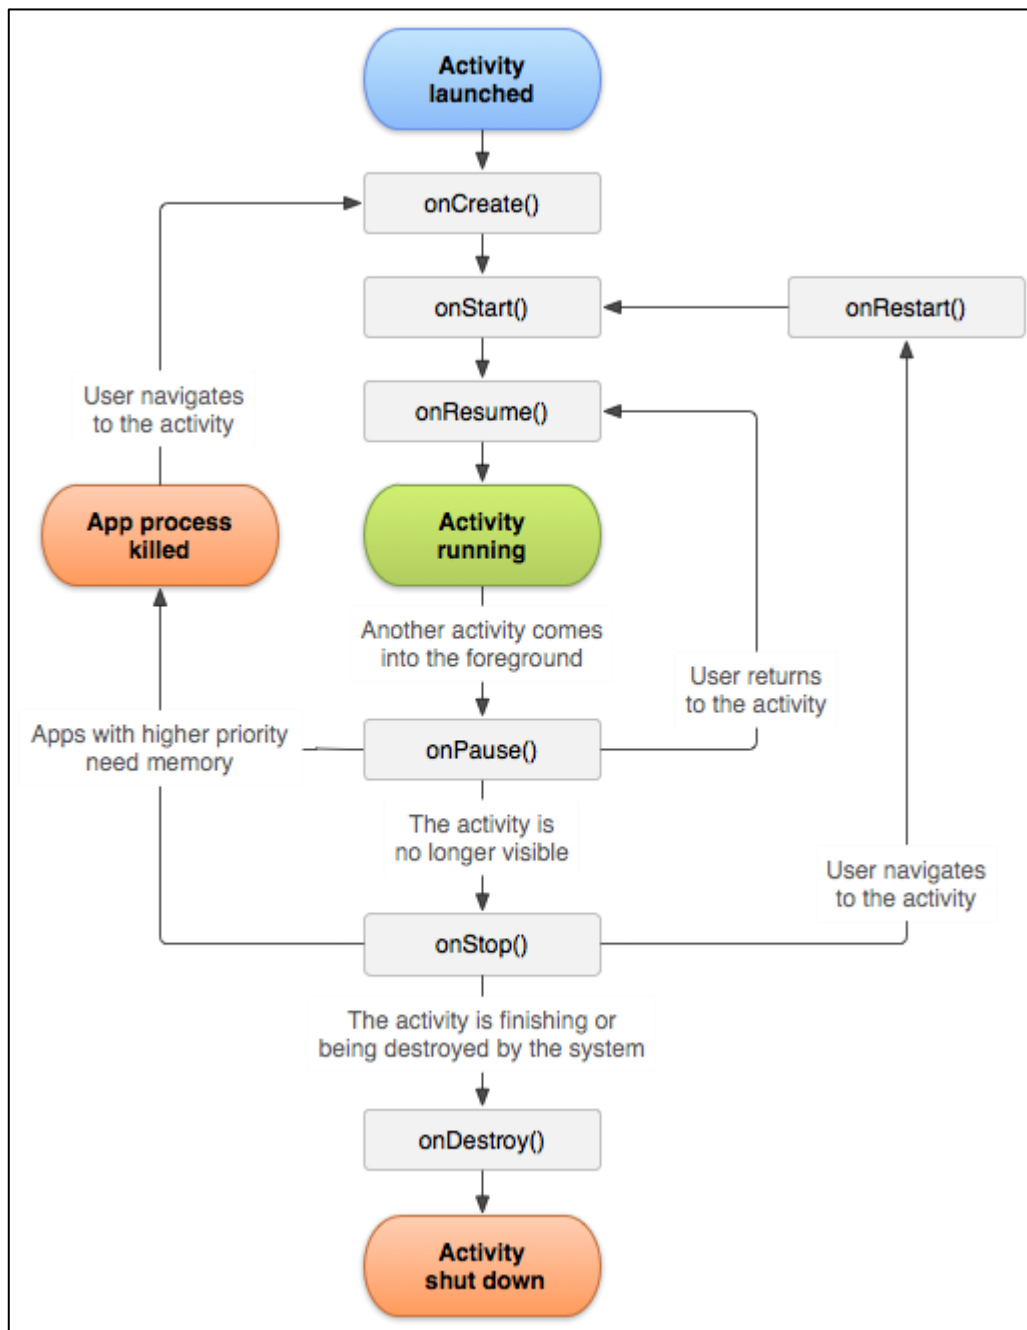 Activity
launched
onCreate()
onStart()
onRestart()
User navigates
to the activity
onResume()
App process
killed
Activity
running
Another activity comes
into the foreground
User returns
to the activity
Apps with higher priority
need memory
onPause()
The activity is
no longer visible
User navigates
to the activity
onStop()
The activity is finishing or
being destroyed by the system
onDestroy()
Activity
shut down